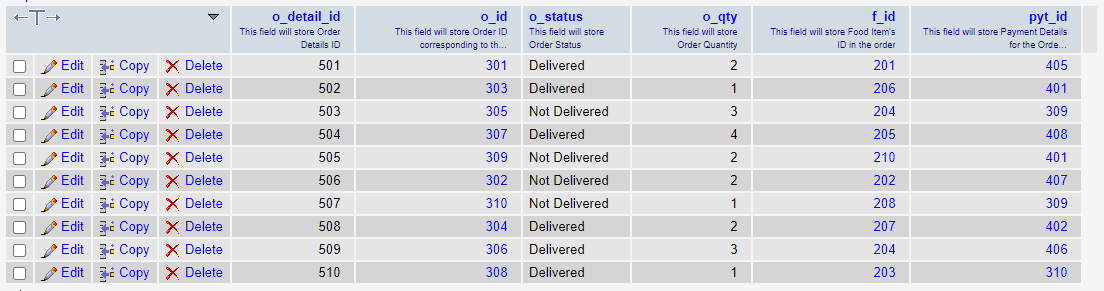 o_detail_id o_id o_status o_qty f_id pyt_id
This field will store Order Details ID This field will store Order ID corresponding to th... This field will store Order Status This field will store Order Quantity This field will store Food Item's ID in the order This field will store Payment Details for the Orde...
Edit Copy Delete 501 301 Delivered 2 201 405
Edit Copy Delete 502 303 Delivered 1 206 401
Edit Copy Delete 503 305 Not Delivered 3 204 309
Edit Copy Delete 504 307 Delivered 4 205 408
Edit Copy Delete 505 309 Not Delivered 2 210 401
Edit Copy Delete 506 302 Not Delivered 2 202 407
Edit Copy Delete 507 310 Not Delivered 1 208 309
Edit Copy Delete 508 304 Delivered 2 207 402
Edit Copy Delete 509 306 Delivered 3 204 406
Edit Copy Delete 510 308 Delivered 1 203 310